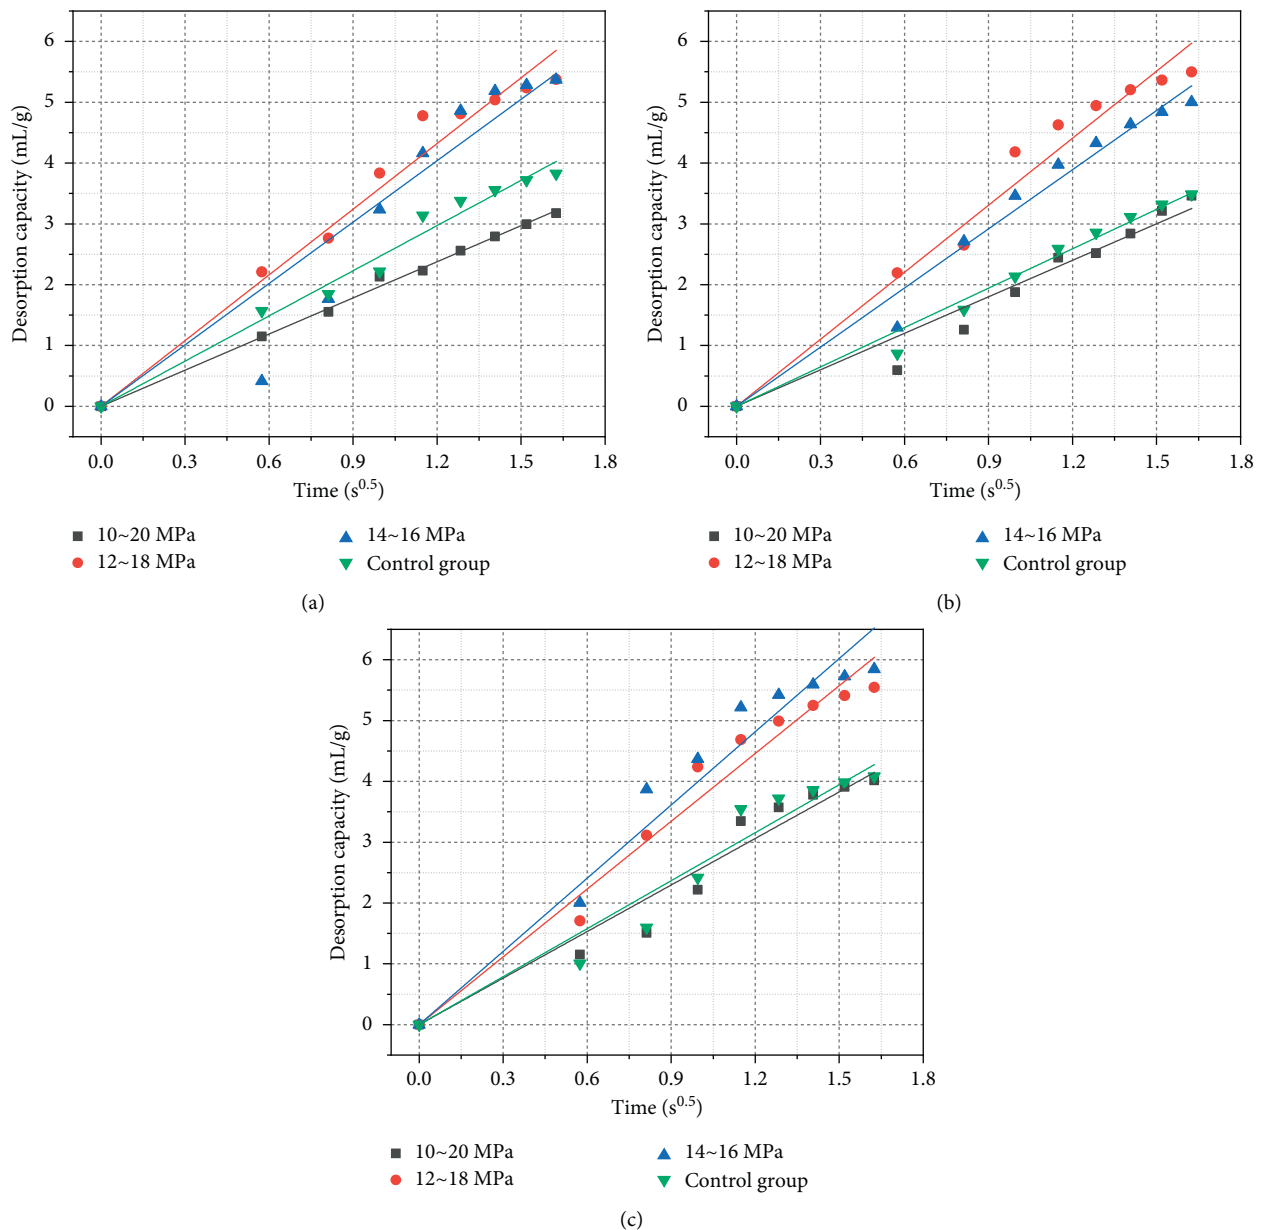 6
5
4
3
2
1
0
Desorption capacity (mL/g)
0.0 0.3 0.6 0.9 1.2 1.5 1.8
Time (s^0.5)
10~20 MPa 14~16 MPa
12~18 MPa Control group
(a)
6
5
4
3
2
1
0
Desorption capacity (mL/g)
0.0 0.3 0.6 0.9 1.2 1.5 1.8
Time (s^0.5)
10~20 MPa 14~16 MPa
12~18 MPa Control group
(b)
6
5
4
3
2
1
0
Desorption capacity (mL/g)
0.0 0.3 0.6 0.9 1.2 1.5 1.8
Time (s^0.5)
10~20 MPa 14~16 MPa
12~18 MPa Control group
(c)